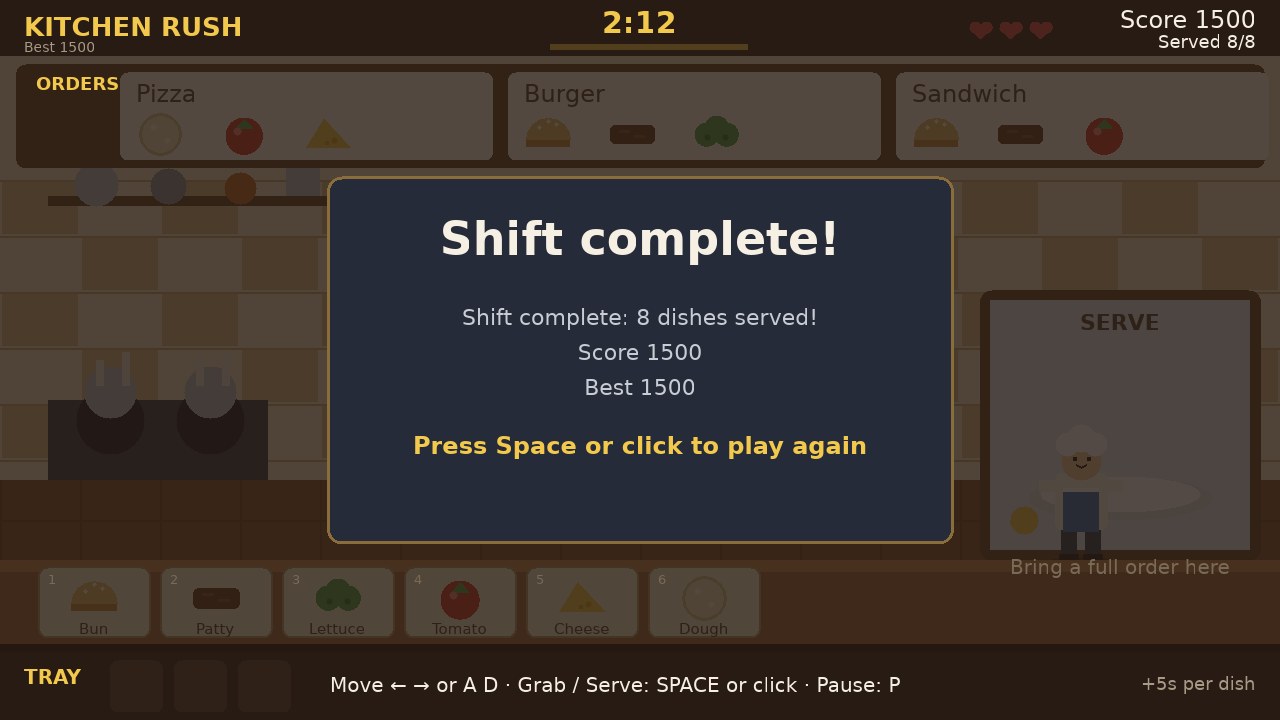 KITCHEN RUSH
Best 1500
2:12
Score 1500
Served 8/8
ORDERS
Pizza
Burger
Sandwich
Shift complete!
Shift complete: 8 dishes served!
Score 1500
Best 1500
Press Space or click to play again
SERVE
Bring a full order here
1
Bun
2
Patty
3
Lettuce
4
Tomato
5
Cheese
6
Dough
TRAY
Move ← → or A D · Grab / Serve: SPACE or click · Pause: P
+5s per dish